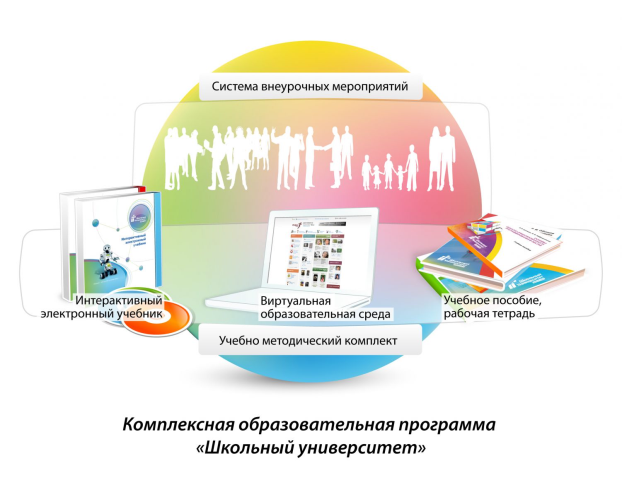 Система внеурочных мероприятий
Интерактивный
электронный учебник
Виртуальная
образовательная среда
Учебное пособие,
рабочая тетрадь
Учебно методический комплект
Комплексная образовательная программа
«Школьный университет»